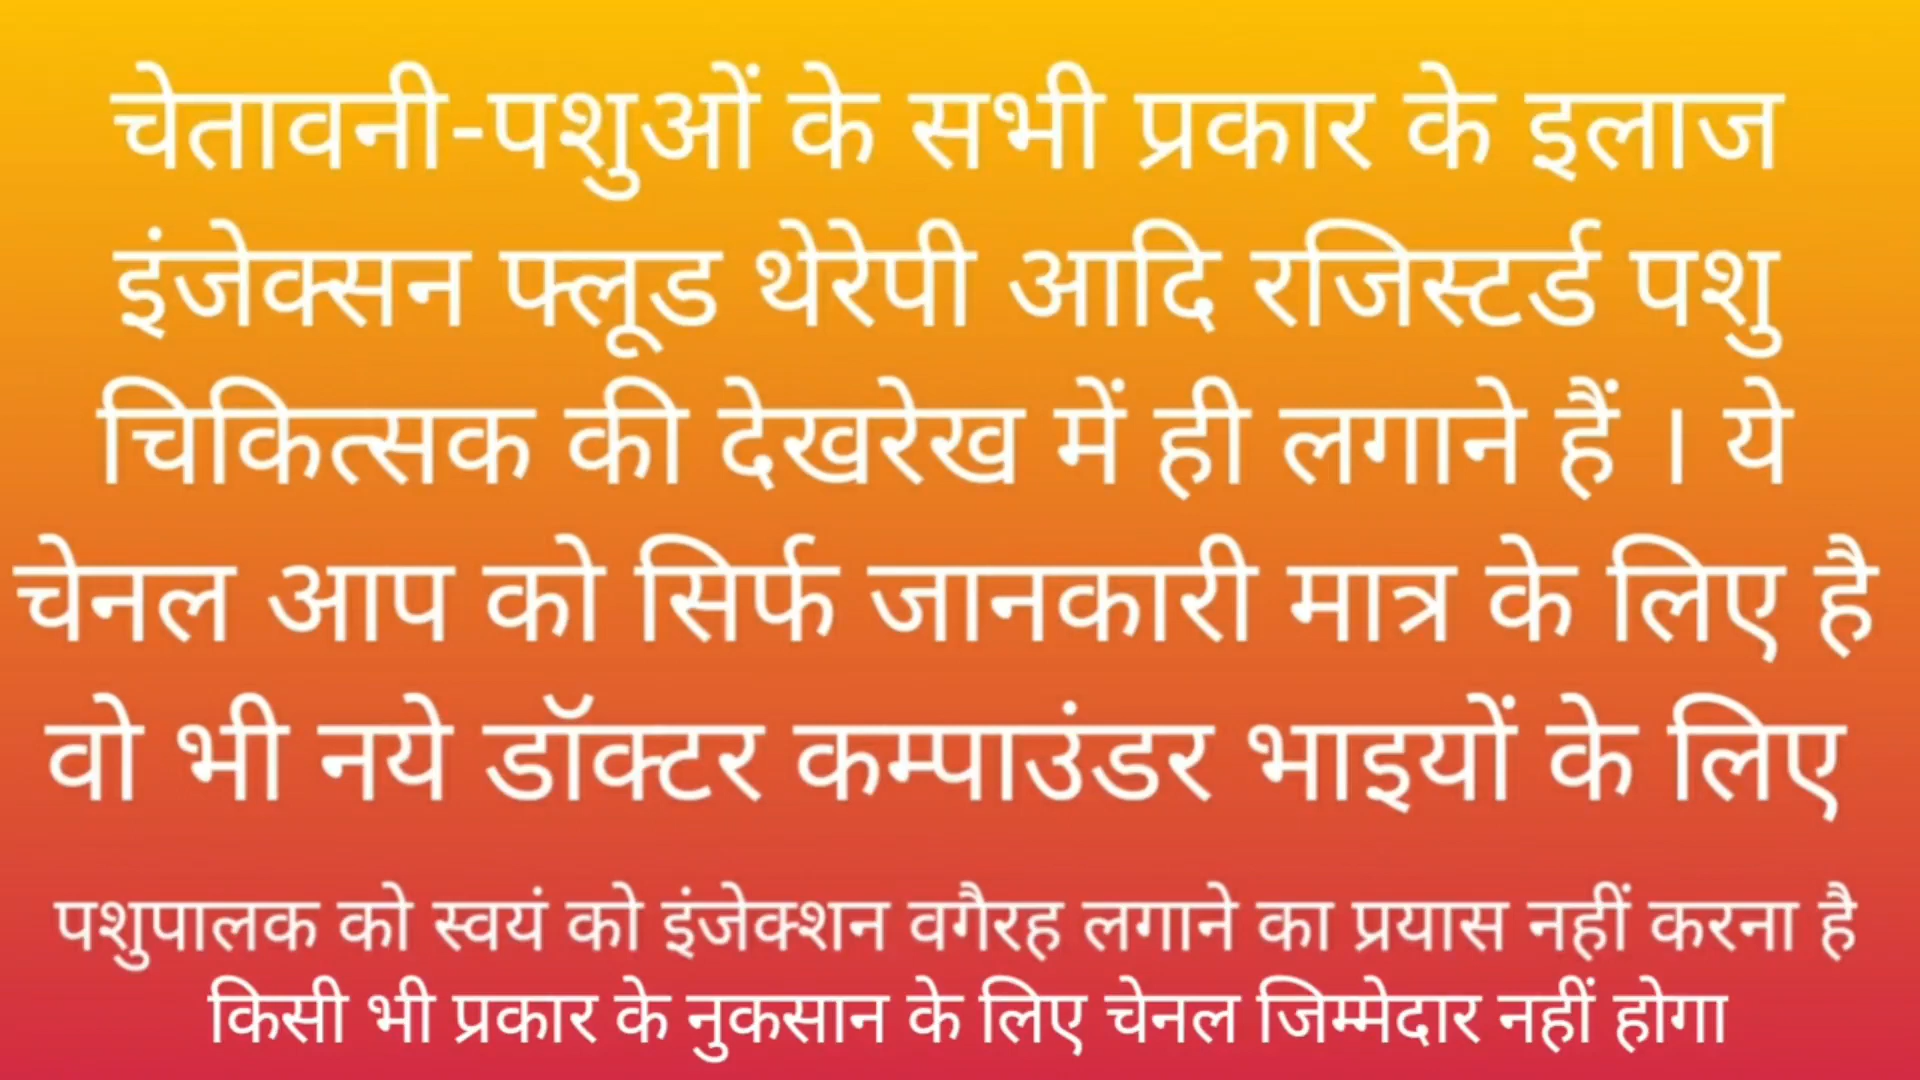 चेतावनी-पशुओं के सभी प्रकार के इलाज
इंजेक्सन फ्लूड थेरेपी आदि रजिस्टर्ड पशु
चिकित्सक की देखरेख में ही लगाने हैं । ये
चेनल आप को सिर्फ जानकारी मात्र के लिए है
वो भी नये डॉक्टर कम्पाउंडर भाइयों के लिए
पशुपालक को स्वयं को इंजेक्शन वगैरह लगाने का प्रयास नहीं करना है
किसी भी प्रकार के नुकसान के लिए चेनल जिम्मेदार नहीं होगा